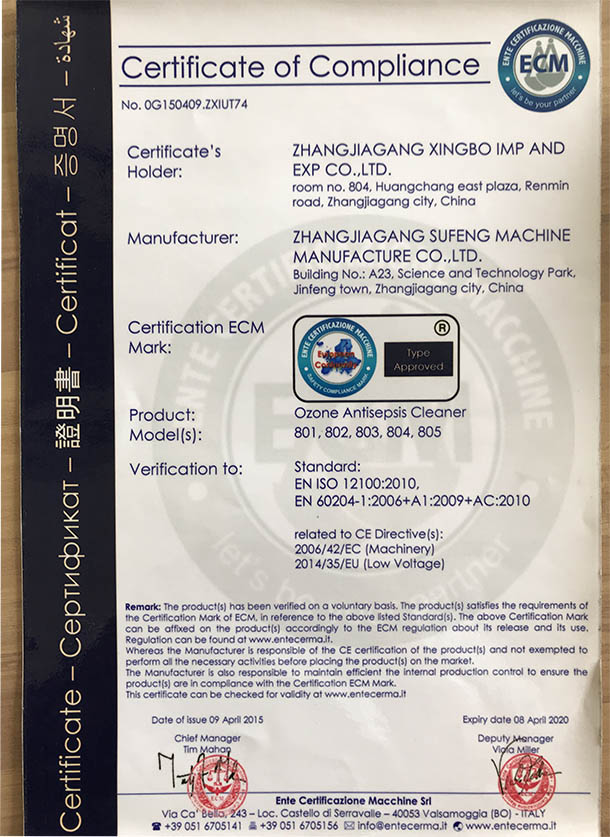 Certificate – Сертификат – 證明書 – Certificat – 증명서 – شهادة
Certificate of Compliance
ENTE CERTIFICAZIONE MACCHINE
ECM
let's be your partner
No. 0G150409.ZXIUT74
Certificate's
Holder:
ZHANGJIAGANG XINGBO IMP AND
EXP CO.,LTD.
room no. 804, Huangchang east plaza, Renmin
road, Zhangjiagang city, China
Manufacturer:
ZHANGJIAGANG SUFENG MACHINE
MANUFACTURE CO.,LTD.
Building No.: A23, Science and Technology Park,
Jinfeng town, Zhangjiagang city, China
Certification ECM
Mark:
ENTE CERTIFICAZIONE MACCHINE
European
Community
SAFETY COMPLIANCE MARK
®
Type
Approved
Product:
Ozone Antisepsis Cleaner
Model(s):
801, 802, 803, 804, 805
Verification to:
Standard:
EN ISO 12100:2010,
EN 60204-1:2006+A1:2009+AC:2010
related to CE Directive(s):
2006/42/EC (Machinery)
2014/35/EU (Low Voltage)
Remark: The product(s) has been verified on a voluntary basis. The product(s) satisfies the requirements of
the Certification Mark of ECM, in reference to the above listed Standard(s). The above Certification Mark
can be affixed on the product(s) accordingly to the ECM regulation about its release and its use.
Regulation can be found at www.entecerma.it.
Whereas the Manufacturer is responsible of the CE certification of the product(s) and not exempted to
perform all the necessary activities before placing the product(s) on the market.
The Manufacturer is also responsible to maintain efficient the internal production control to ensure the
product(s) are in compliance with the Certification ECM Mark.
This certificate can be checked for validity at www.entecerma.it
Date of issue 09 April 2015
Expiry date 08 April 2020
Chief Manager
Tim Mahan
Deputy Manager
Viola Miller
ECM
Ente Certificazione Macchine Srl
Via Ca' Bella, 243 – Loc. Castello di Serravalle – 40053 Valsamoggia (BO) - ITALY
☎ +39 051 6705141 +39 051 6705156 ✉ info@entecerma.it www.entecerma.it